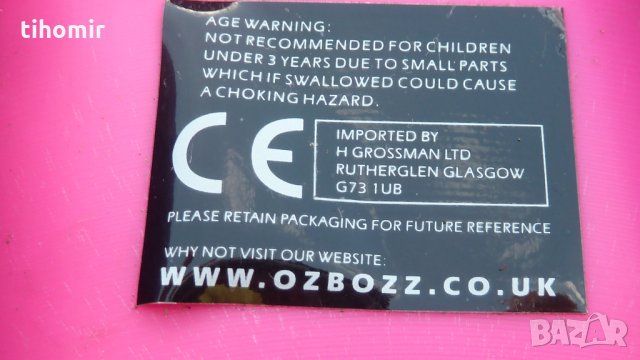 tihomir
AGE WARNING:
NOT RECOMMENDED FOR CHILDREN
UNDER 3 YEARS DUE TO SMALL PARTS
WHICH IF SWALLOWED COULD CAUSE
A CHOKING HAZARD.
CE
IMPORTED BY
H GROSSMAN LTD
RUTHERGLEN GLASGOW
G73 1UB
PLEASE RETAIN PACKAGING FOR FUTURE REFERENCE
WHY NOT VISIT OUR WEBSITE:
WWW.OZBOZZ.CO.UK
BAZAR.bg